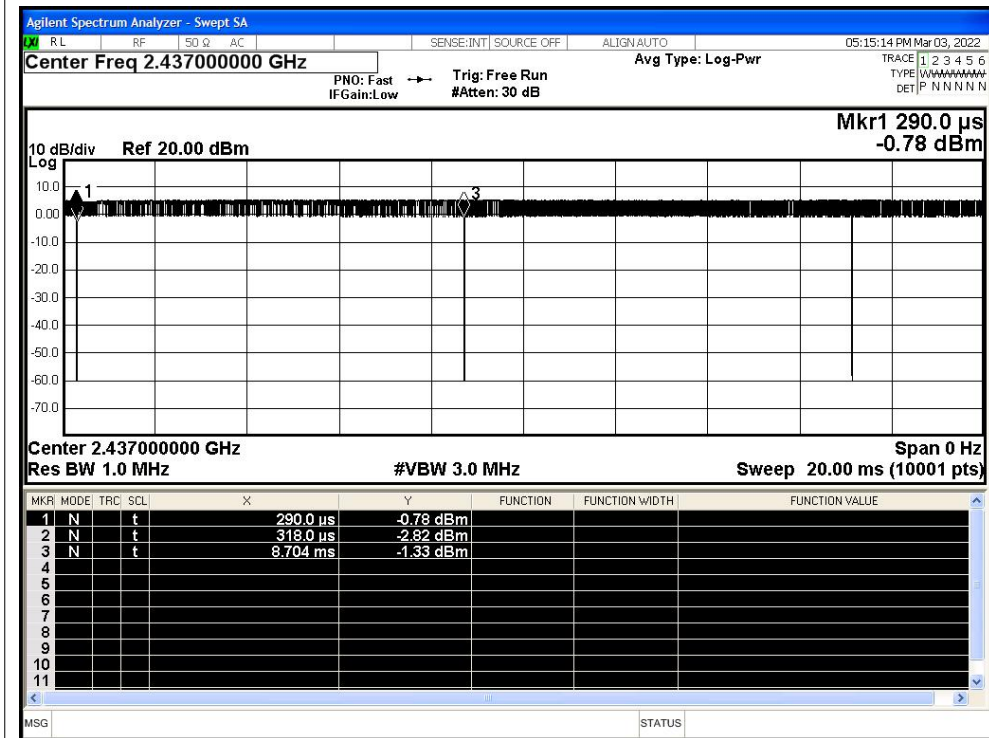 Agilent Spectrum Analyzer - Swept SA
LXI RL RF 50 Ω AC SENSE:INT SOURCE OFF ALIGN AUTO 05:15:14 PM Mar 03, 2022
Center Freq 2.437000000 GHz Avg Type: Log-Pwr TRACE 1 2 3 4 5 6
PNO: Fast Trig: Free Run TYPE WWWWWW
IFGain:Low #Atten: 30 dB DET P N N N N N
Mkr1 290.0 µs
10 dB/div Ref 20.00 dBm -0.78 dBm
Log
10.0
1
3
0.00
-10.0
-20.0
-30.0
-40.0
-50.0
-60.0
-70.0
Center 2.437000000 GHz Span 0 Hz
Res BW 1.0 MHz #VBW 3.0 MHz Sweep 20.00 ms (10001 pts)
MKR MODE TRC SCL X Y FUNCTION FUNCTION WIDTH FUNCTION VALUE
1 N t 290.0 µs -0.78 dBm
2 N t 318.0 µs -2.82 dBm
3 N t 8.704 ms -1.33 dBm
4
5
6
7
8
9
10
11
MSG STATUS